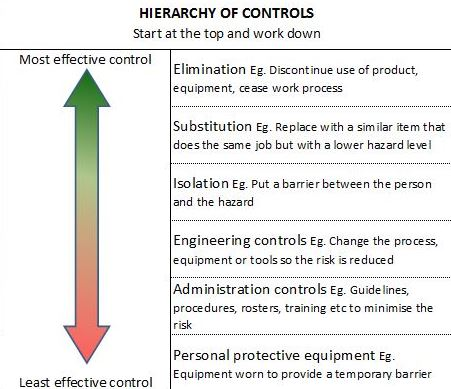 HIERARCHY OF CONTROLS
Start at the top and work down
Most effective control
Elimination Eg. Discontinue use of product,
equipment, cease work process
Substitution Eg. Replace with a similar item that
does the same job but with a lower hazard level
Isolation Eg. Put a barrier between the person
and the hazard
Engineering controls Eg. Change the process,
equipment or tools so the risk is reduced
Administration controls Eg. Guidelines,
procedures, rosters, training etc to minimise the
risk
Personal protective equipment Eg.
Equipment worn to provide a temporary barrier
Least effective control